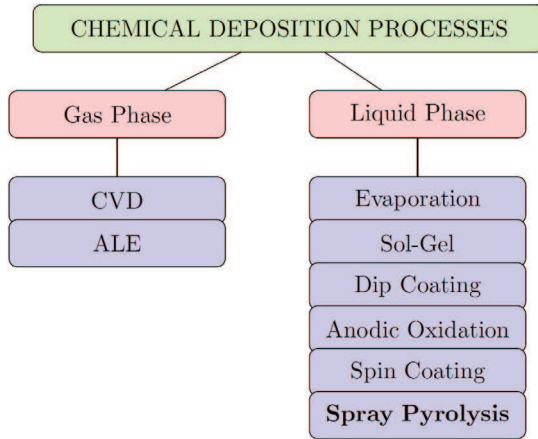 CHEMICAL DEPOSITION PROCESSES
Gas Phase
Liquid Phase
CVD
ALE
Evaporation
Sol-Gel
Dip Coating
Anodic Oxidation
Spin Coating
Spray Pyrolysis